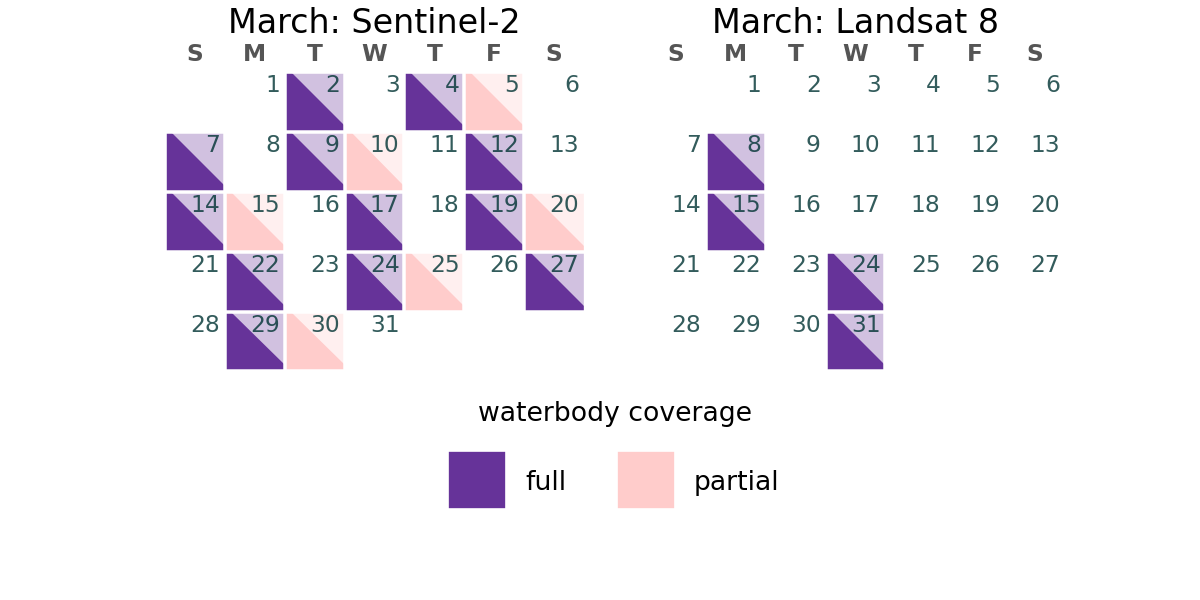 March: Sentinel-2
S M T W T F S
1 2 3 4 5 6
7 8 9 10 11 12 13
14 15 16 17 18 19 20
21 22 23 24 25 26 27
28 29 30 31
March: Landsat 8
S M T W T F S
1 2 3 4 5 6
7 8 9 10 11 12 13
14 15 16 17 18 19 20
21 22 23 24 25 26 27
28 29 30 31
waterbody coverage
full partial